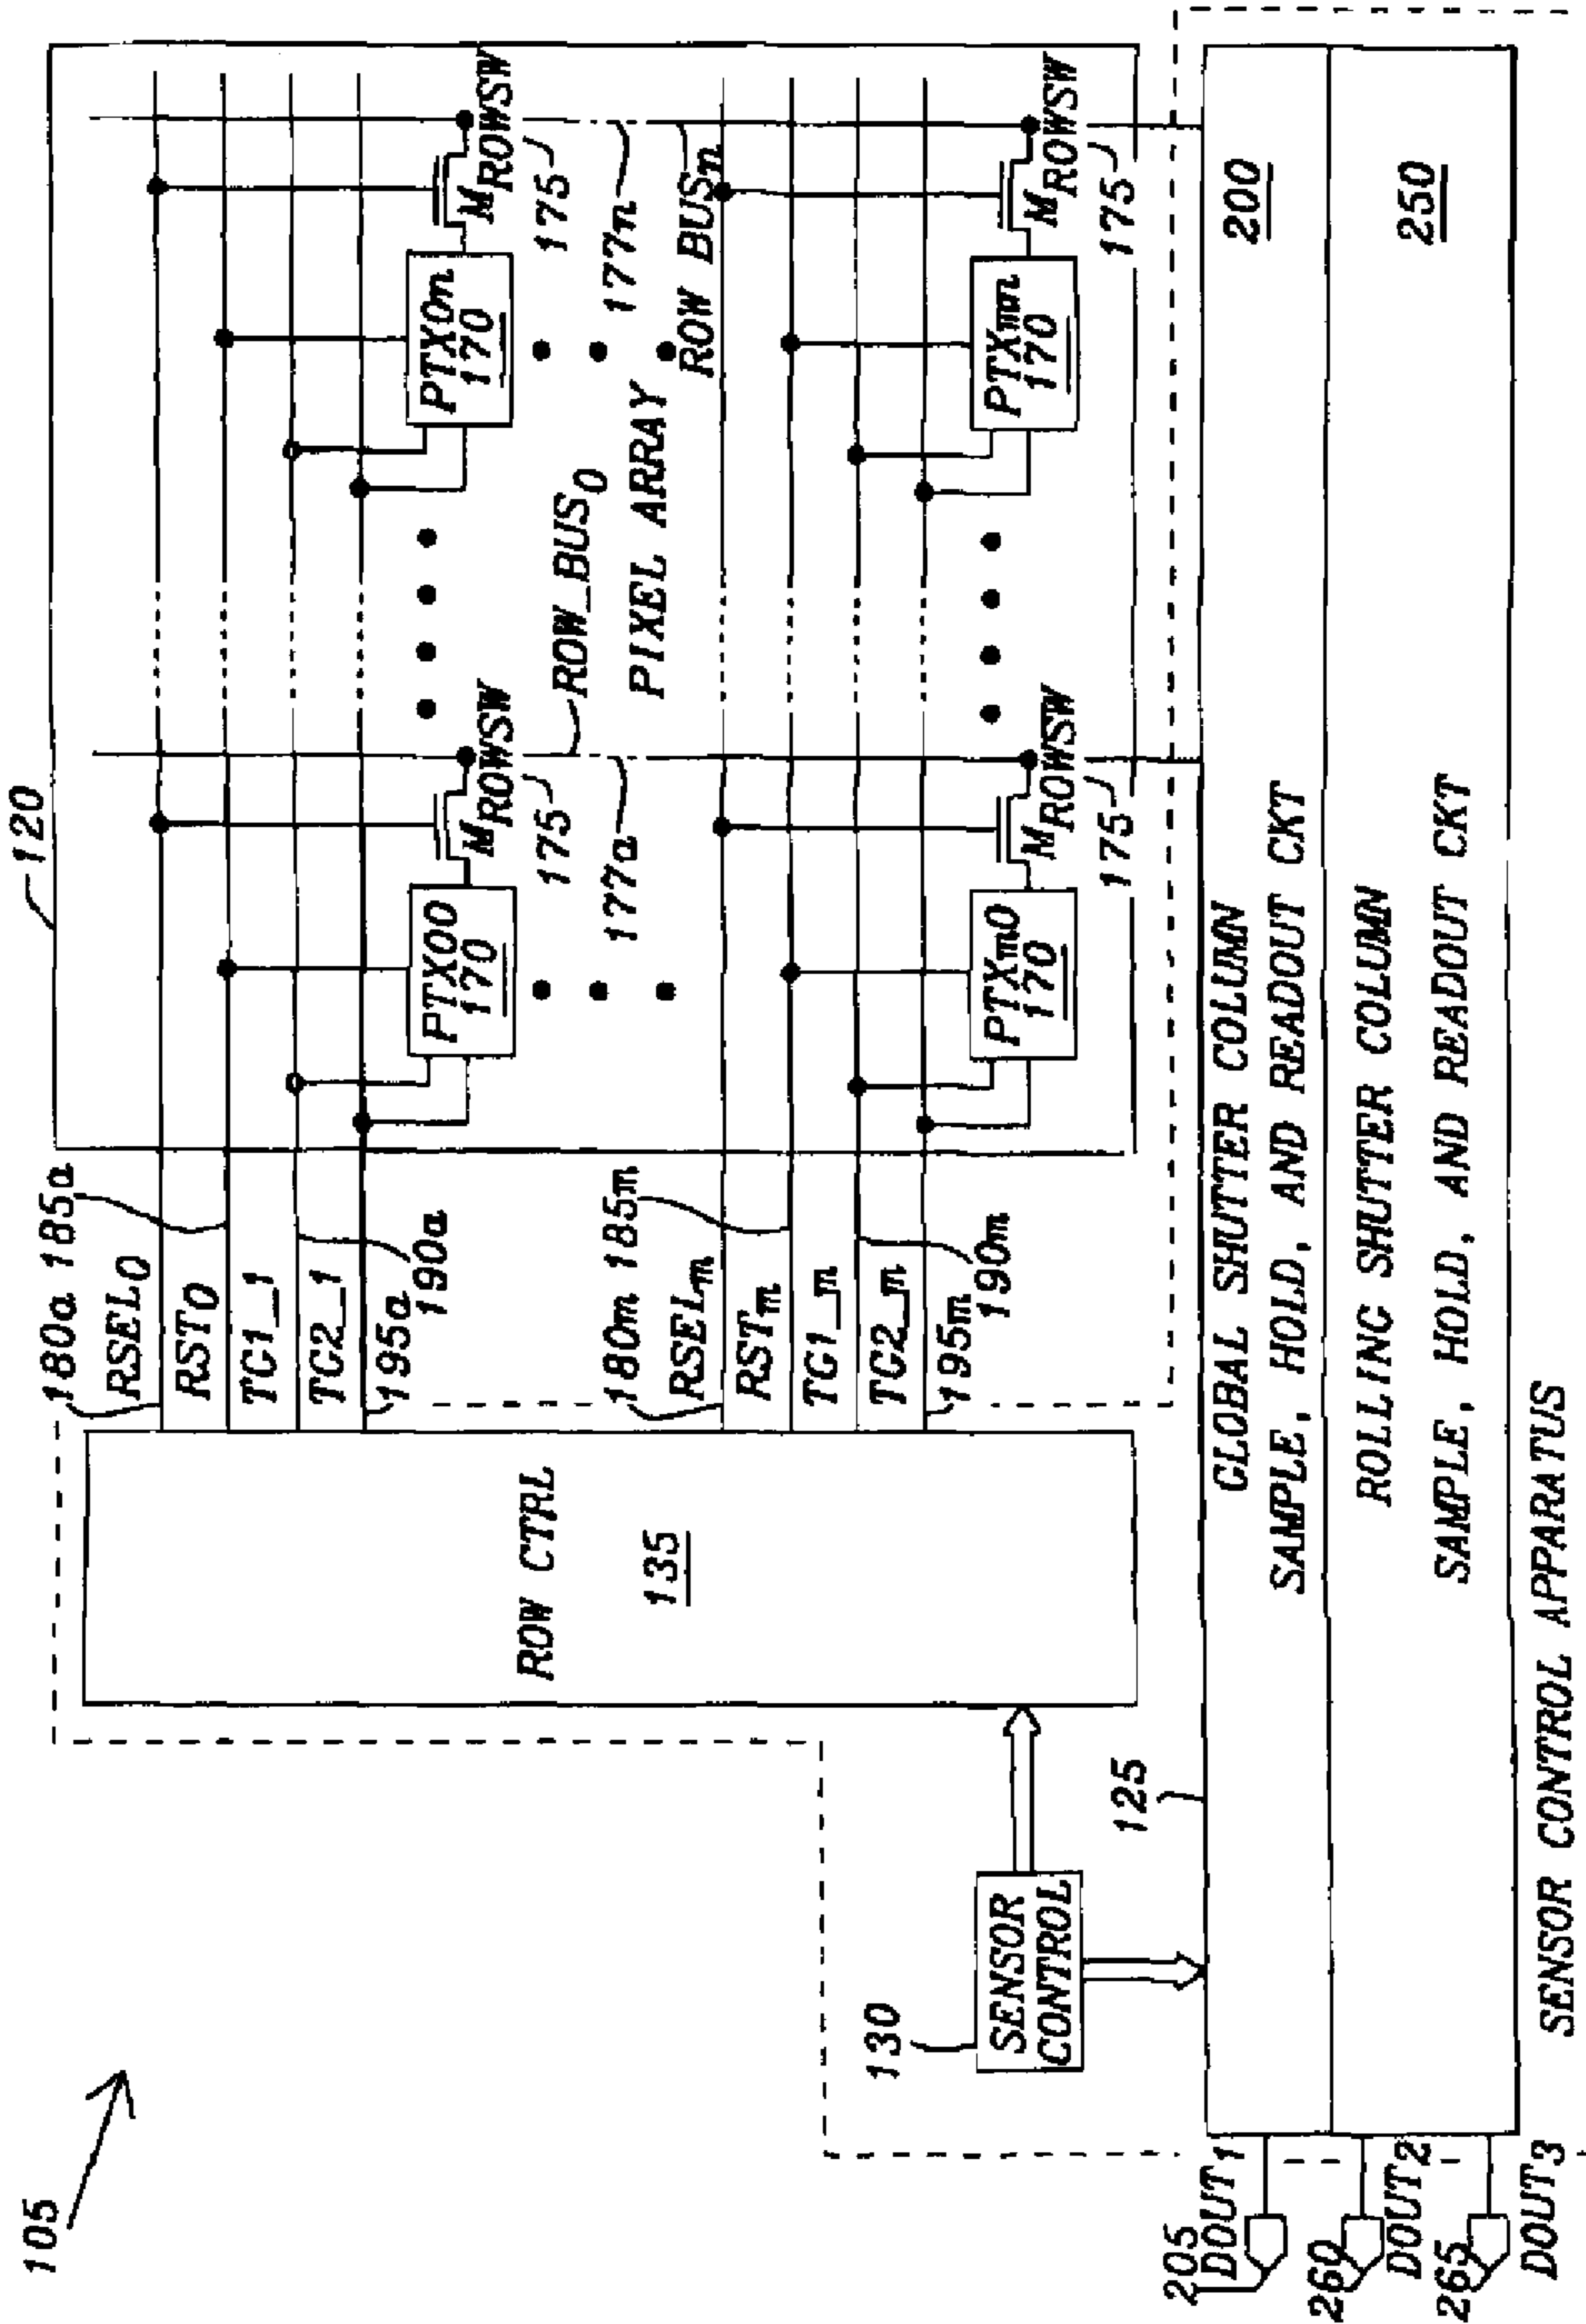 105
120
180a 185a
RSEL0
RST0
TG1_1
TG2_1
195a
190a
180m 185m
RSELm
RSTm
TG1_m
TG2_m
195m
190m
ROW CTRL
135
PTX00
170
MROWSW
175
177a
ROW_BUS0
PIXEL ARRAY
PTX0n
170
MROWSW
175
177n
ROW BUSn
PTXm0
170
MROWSW
175
PTXmn
170
MROWSW
175
130
SENSOR
CONTROL
125
GLOBAL SHUTTER COLUMN
SAMPLE, HOLD, AND READOUT CKT
200
ROLLING SHUTTER COLUMN
SAMPLE, HOLD, AND READOUT CKT
250
205
DOUT1
260
DOUT2
265
DOUT3
SENSOR CONTROL APPARATUS